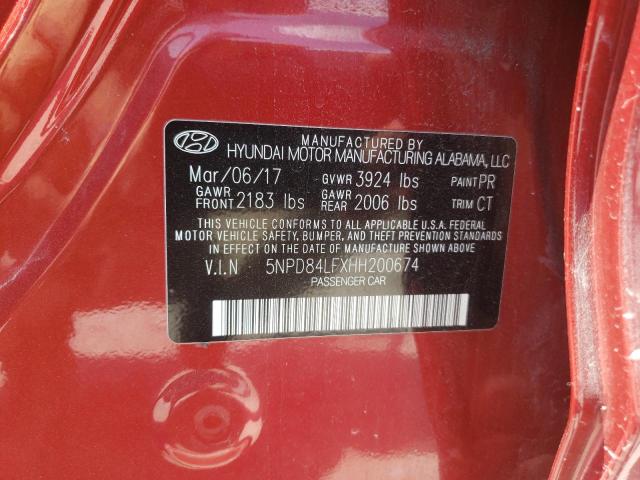 MANUFACTURED BY
HYUNDAI MOTOR MANUFACTURING ALABAMA, LLC
Mar/06/17 GVWR 3924 lbs PAINT PR
GAWR FRONT 2183 lbs GAWR REAR 2006 lbs TRIM CT
THIS VEHICLE CONFORMS TO ALL APPLICABLE U.S.A. FEDERAL
MOTOR VEHICLE SAFETY, BUMPER, AND THEFT PREVENTION
STANDARDS IN EFFECT ON THE DATE OF MANUFACTURE SHOWN ABOVE.
V.I.N 5NPD84LFXHH200674
PASSENGER CAR